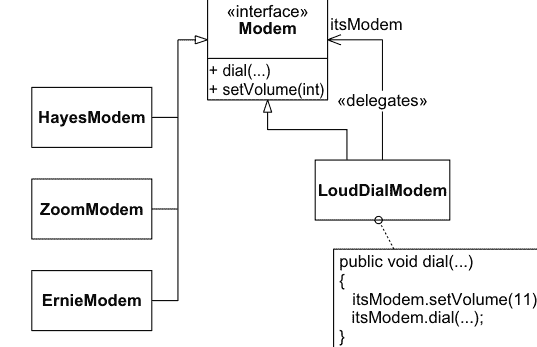 «interface»
Modem
itsModem
+ dial(...)
+ setVolume(int)
«delegates»
HayesModem
ZoomModem
LoudDialModem
ErnieModem
public void dial(...)
{
itsModem.setVolume(11)
itsModem.dial(...);
}